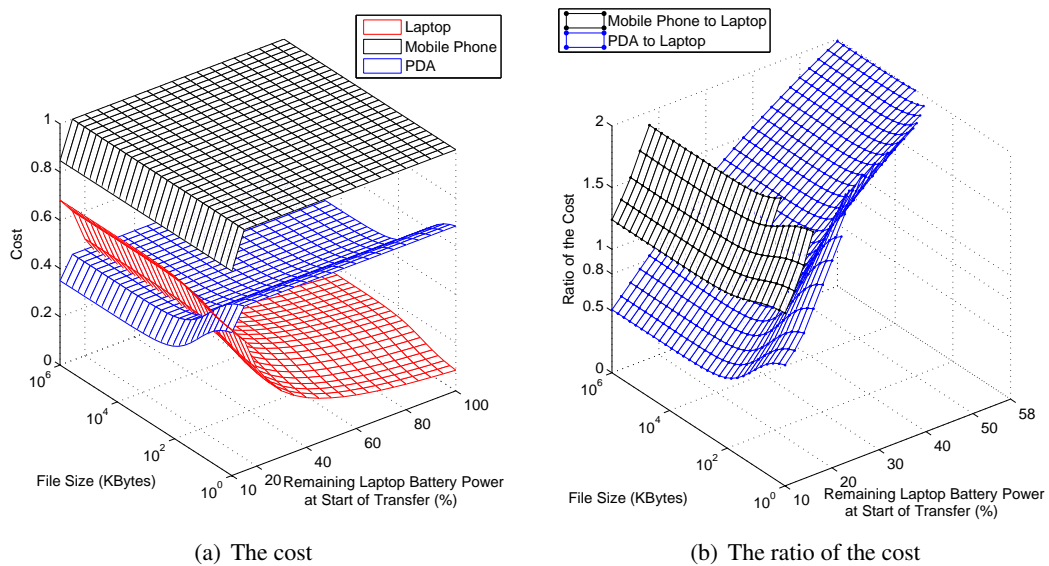 Laptop
Mobile Phone
PDA
1
0.8
0.6
0.4
0.2
0
Cost
10^6
10^4
10^2
10^0
File Size (KBytes)
10
20
40
60
80
100
Remaining Laptop Battery Power
at Start of Transfer (%)
(a) The cost
Mobile Phone to Laptop
PDA to Laptop
2
1.5
1
0.8
0.5
0
Ratio of the Cost
10^6
10^4
10^2
10^0
File Size (KBytes)
10
20
30
40
50
58
Remaining Laptop Battery Power
at Start of Transfer (%)
(b) The ratio of the cost